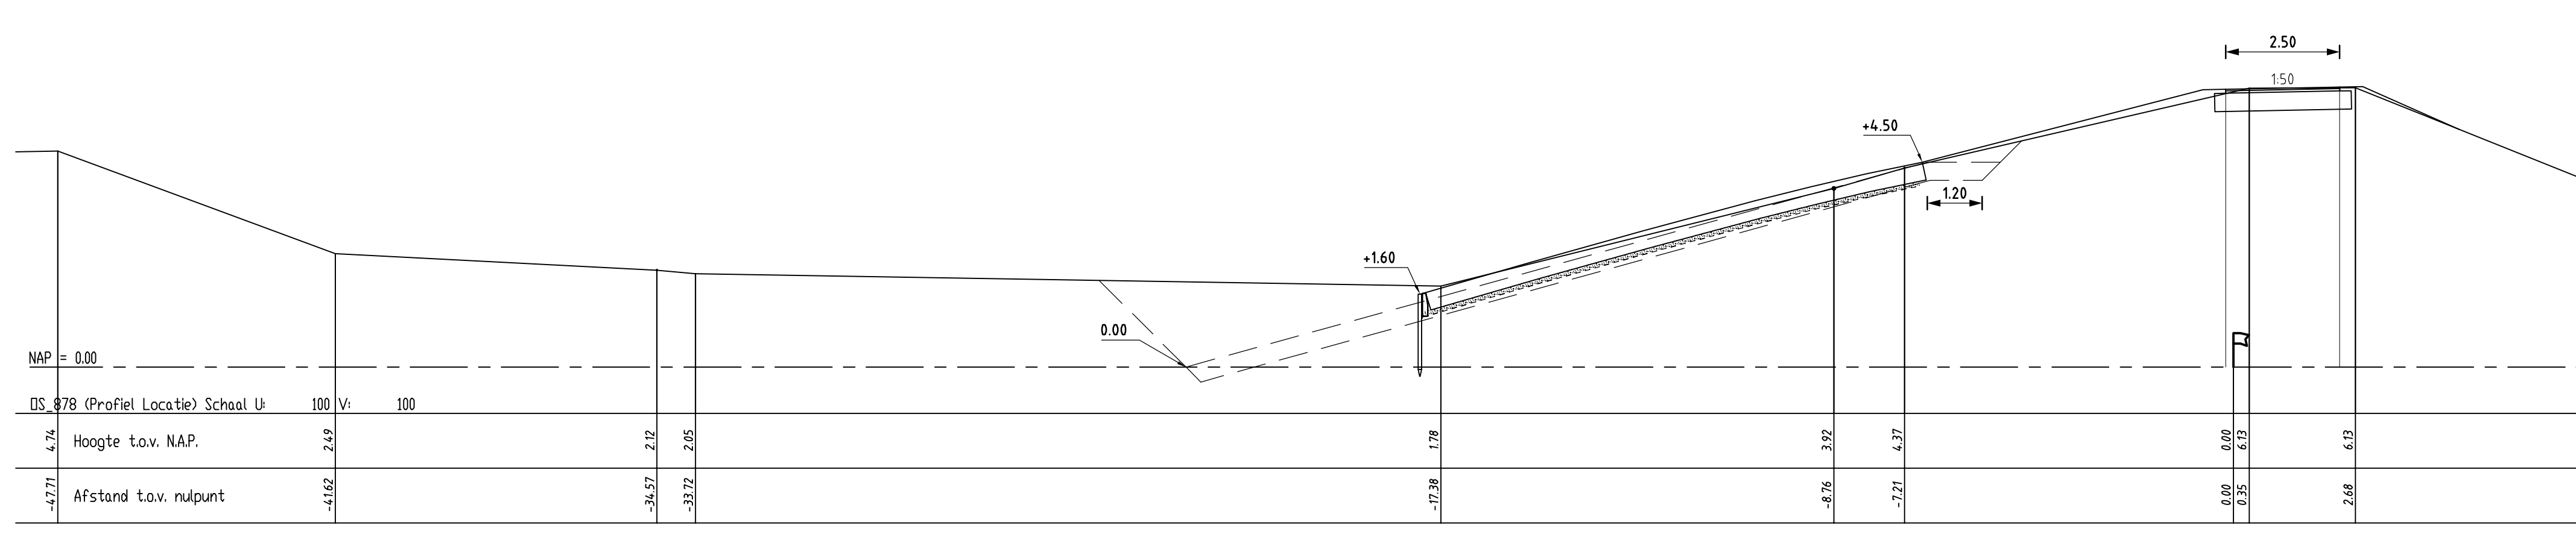 2.50
1:50
+4.50
1.20
+1.60
0.00
NAP = 0.00
OS_878 (Profiel Locatie) Schaal U: 100 V: 100
Hoogte t.o.v. N.A.P. 4.74 2.49 2.12 2.05 1.78 3.92 4.37 0.00 6.13 6.13
Afstand t.o.v. nulpunt -47.71 -41.62 -34.57 -33.72 -17.38 -8.76 -7.21 0.00 0.35 2.68